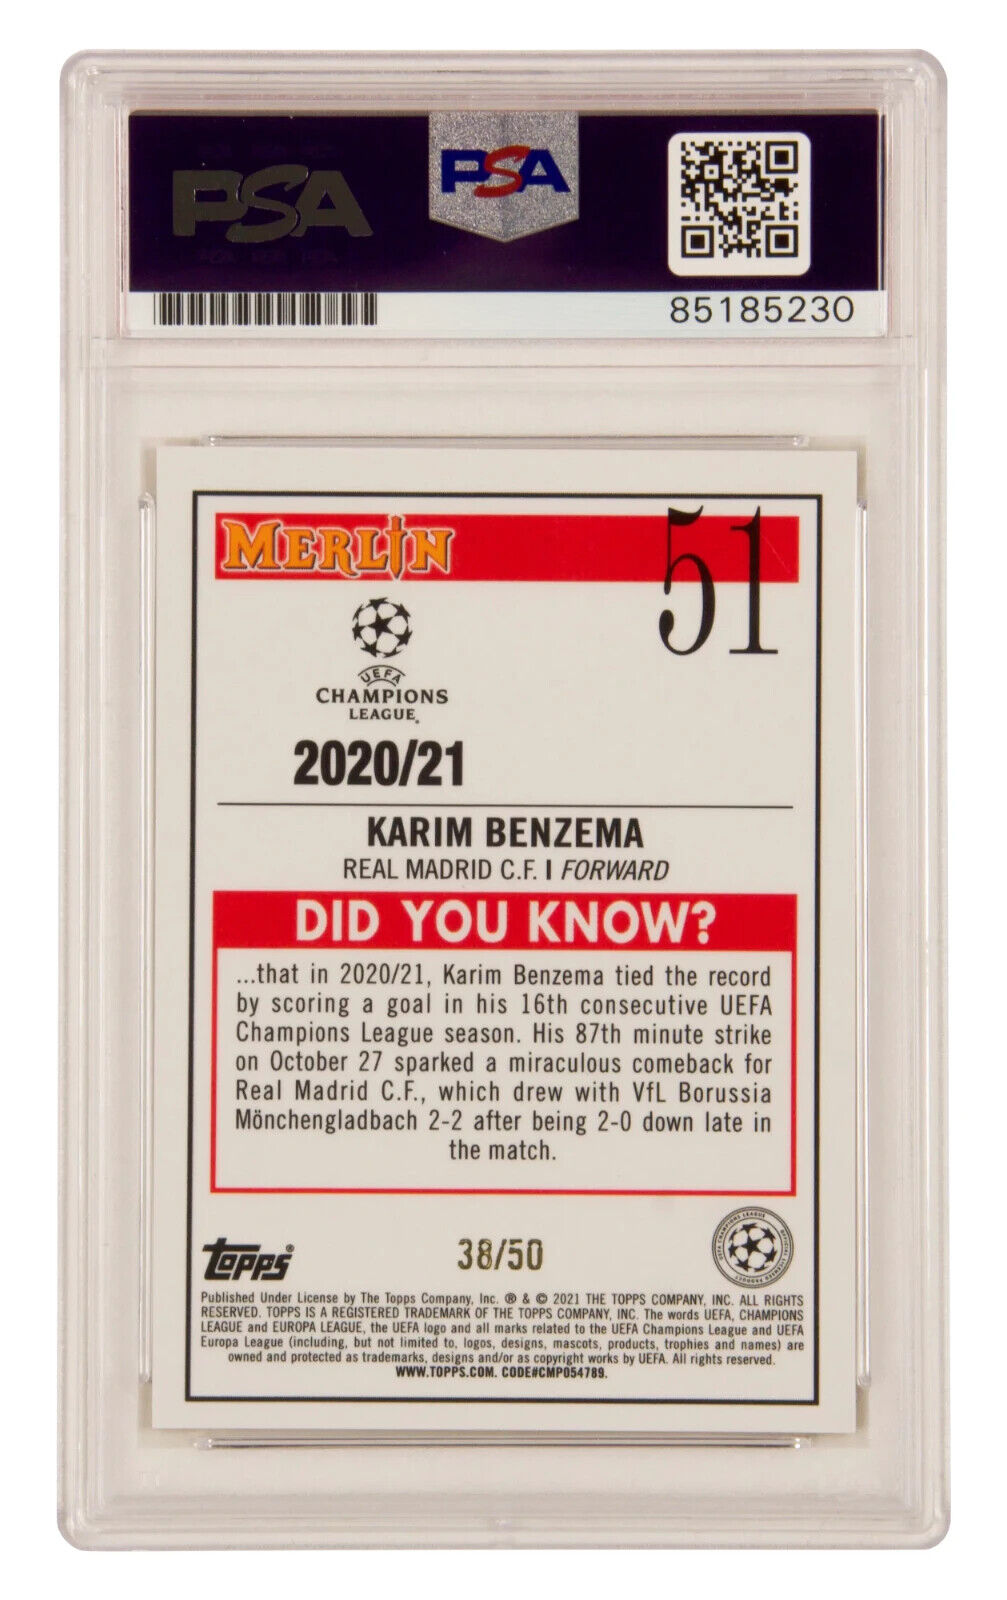 PSA
PSA
85185230
MERLIN
51
UEFA
CHAMPIONS
LEAGUE®
2020/21
KARIM BENZEMA
REAL MADRID C.F. | FORWARD
DID YOU KNOW?
...that in 2020/21, Karim Benzema tied the record
by scoring a goal in his 16th consecutive UEFA
Champions League season. His 87th minute strike
on October 27 sparked a miraculous comeback for
Real Madrid C.F., which drew with VfL Borussia
Mönchengladbach 2-2 after being 2-0 down late in
the match.
topps®
38/50
UEFA CHAMPIONS LEAGUE OFFICIAL LICENSED PRODUCT
Published Under License by The Topps Company, Inc. ® & © 2021 THE TOPPS COMPANY, INC. ALL RIGHTS
RESERVED. TOPPS IS A REGISTERED TRADEMARK OF THE TOPPS COMPANY, INC. The words UEFA, CHAMPIONS
LEAGUE and EUROPA LEAGUE, the UEFA logo and all marks related to the UEFA Champions League and UEFA
Europa League (including, but not limited to, logos, designs, mascots, products, trophies and names) are
owned and protected as trademarks, designs and/or as copyright works by UEFA. All rights reserved.
WWW.TOPPS.COM. CODE#CMP054789.